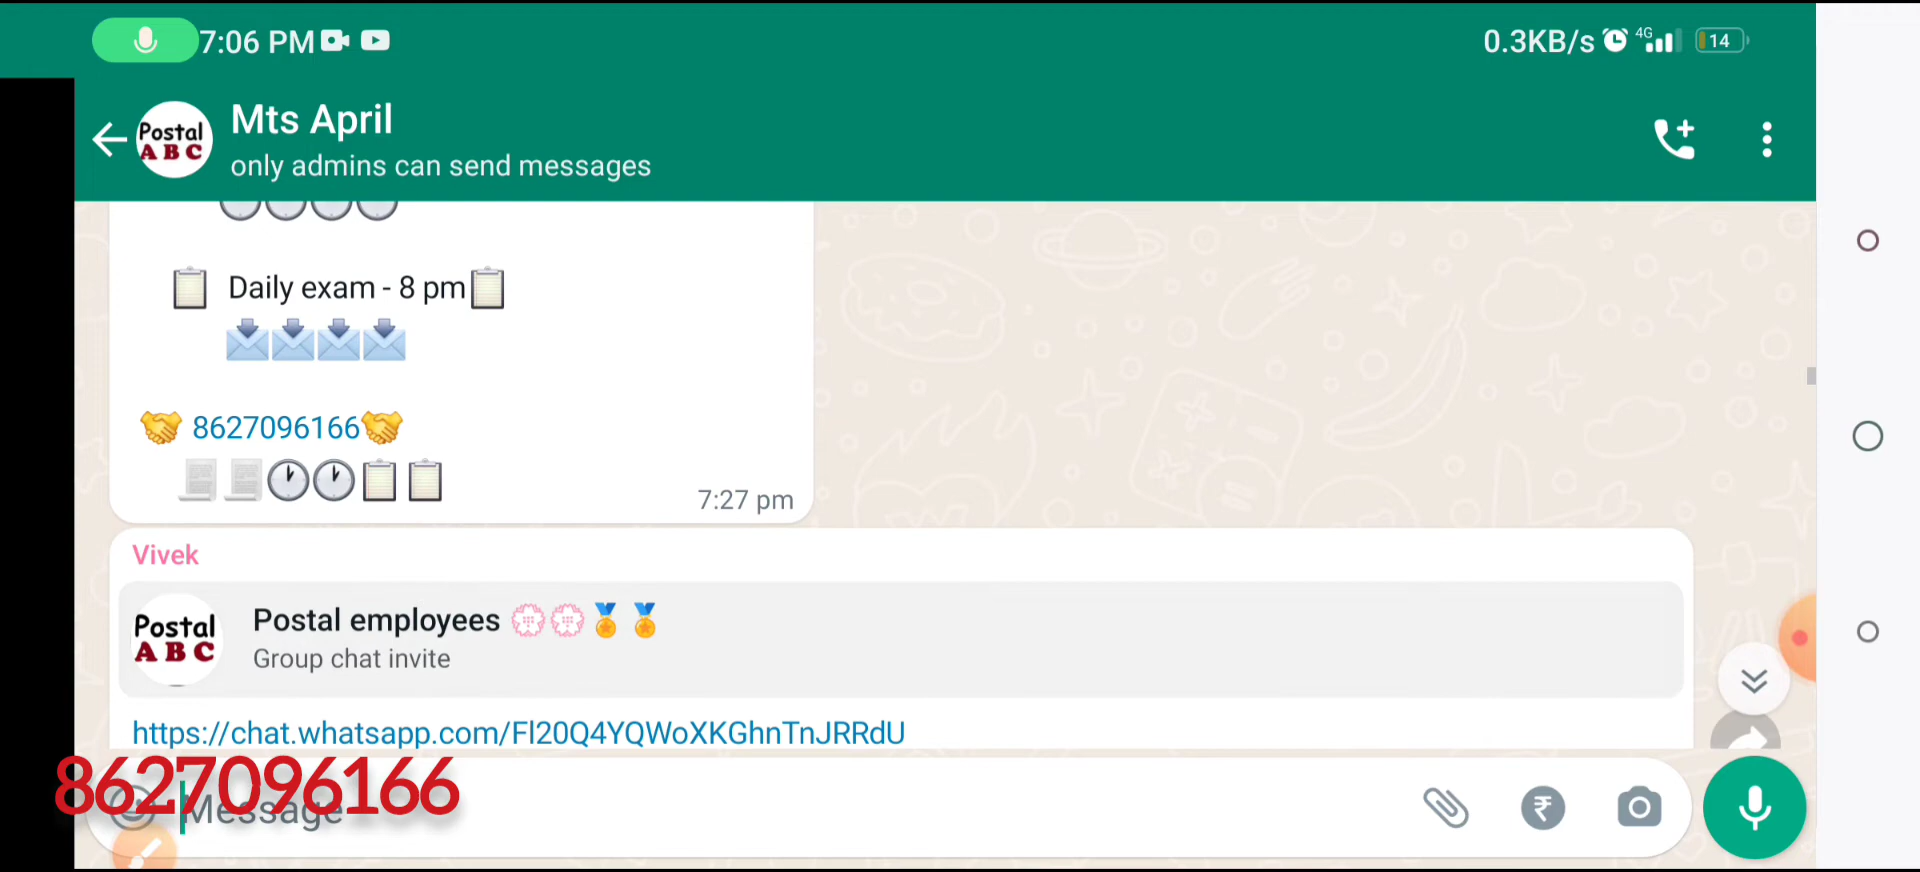 7:06 PM
0.3KB/s 4G 14
Postal
ABC
Mts April
only admins can send messages
Daily exam - 8 pm
8627096166
7:27 pm
Vivek
Postal
ABC
Postal employees
Group chat invite
https://chat.whatsapp.com/Fl20Q4YQWoXKGhnTnJRRdU
8627096166
Message